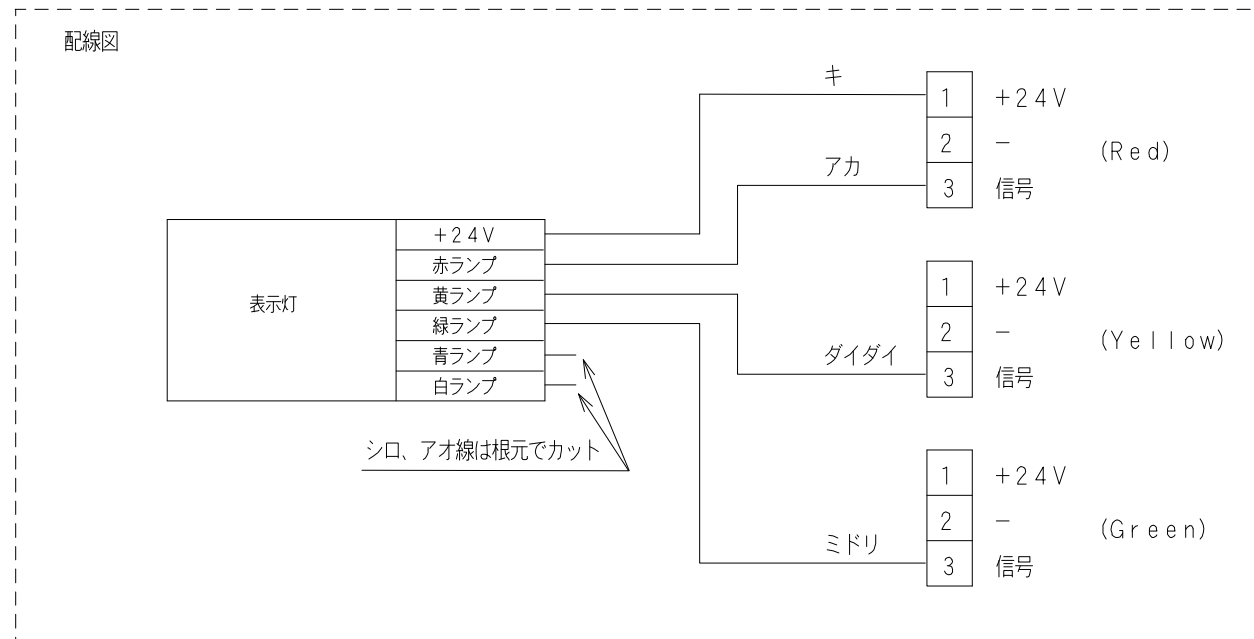 配線図
キ
1 +24V
2 −
(Red)
アカ
3 信号
+24V
赤ランプ
黄ランプ
緑ランプ
青ランプ
白ランプ
表示灯
1 +24V
2 −
(Yellow)
ダイダイ
3 信号
シロ、アオ線は根元でカット
1 +24V
2 −
(Green)
ミドリ
3 信号